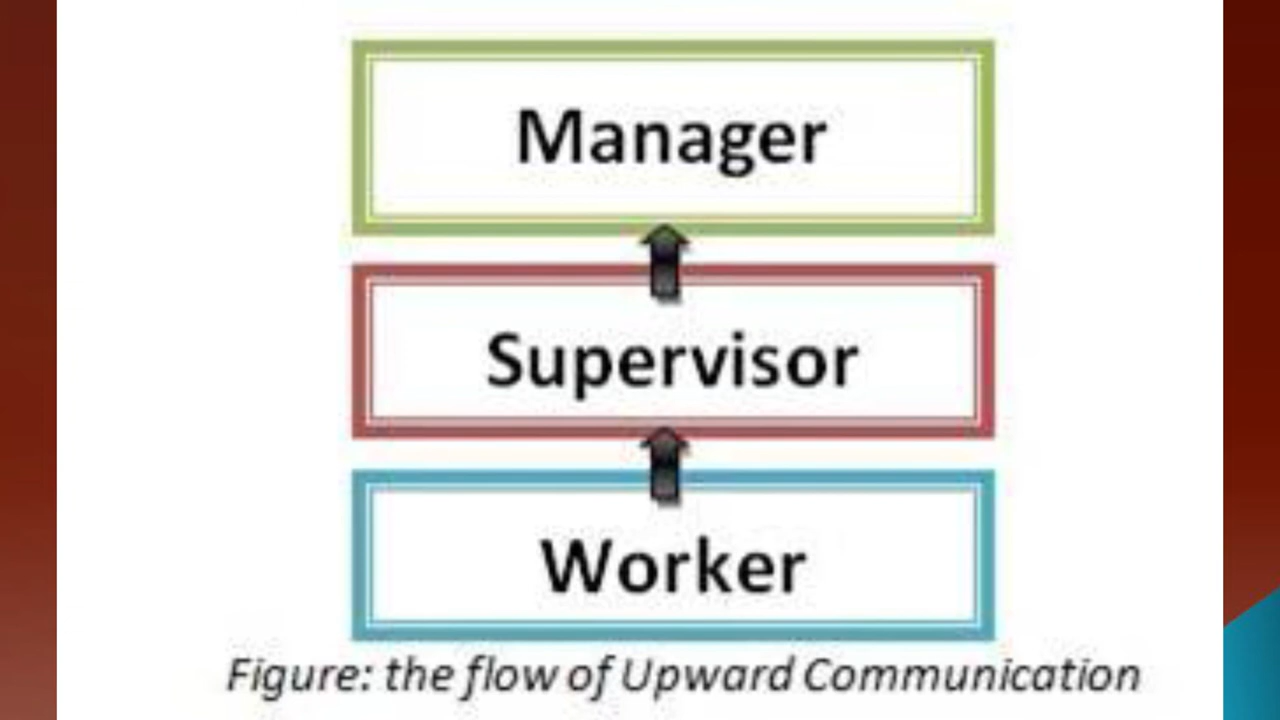 Manager
Supervisor
Worker
Figure: the flow of Upward Communication